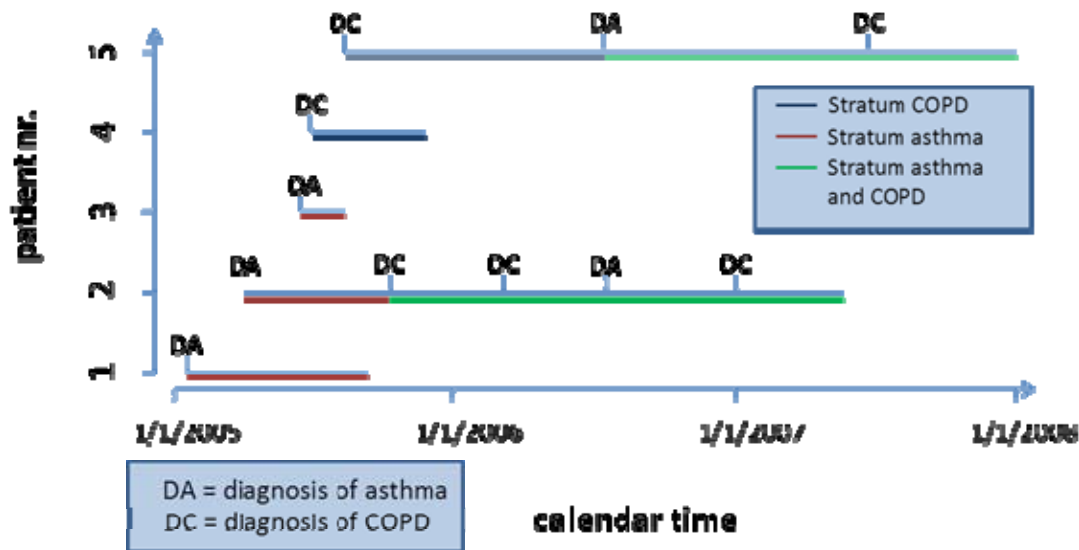 DC DA DC
5
Stratum COPD
Stratum asthma
Stratum asthma
and COPD
DC
4
patient nr.
DA
3
DA DC DC DA DC
2
DA
1
1/1/2005 1/1/2006 1/1/2007 1/1/2008
DA = diagnosis of asthma
DC = diagnosis of COPD
calendar time